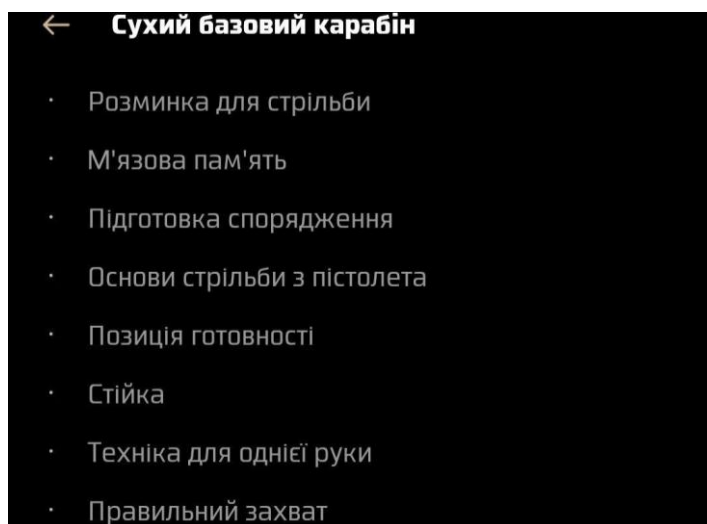 ← Сухий базовий карабін
· Розминка для стрільби
· М'язова пам'ять
· Підготовка спорядження
· Основи стрільби з пістолета
· Позиція готовності
· Стійка
· Техніка для однієї руки
· Правильний захват